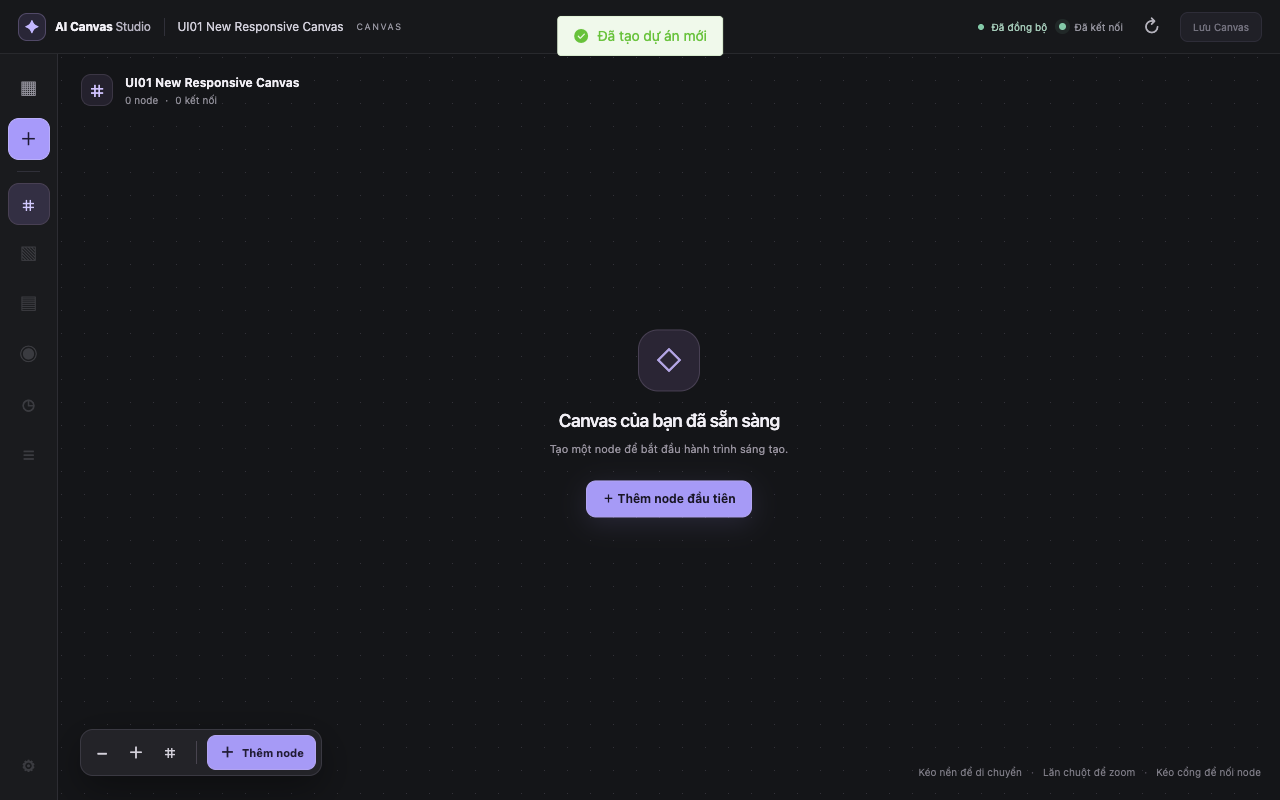 AI Canvas Studio
UI01 New Responsive Canvas
CANVAS
Đã tạo dự án mới
Đã đồng bộ
Đã kết nối
Lưu Canvas
UI01 New Responsive Canvas
0 node · 0 kết nối
Canvas của bạn đã sẵn sàng
Tạo một node để bắt đầu hành trình sáng tạo.
+ Thêm node đầu tiên
+ Thêm node
Kéo nền để di chuyển · Lăn chuột để zoom · Kéo cổng để nối node